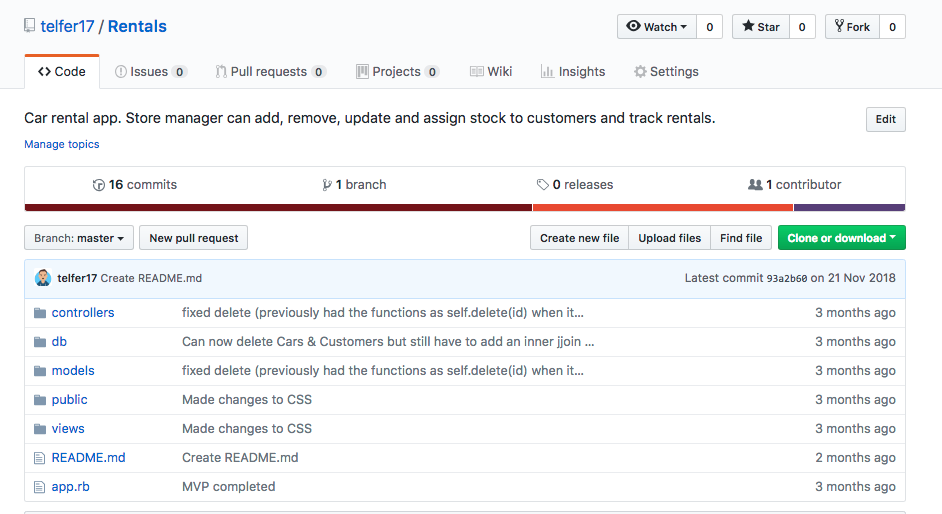 telfer17 / Rentals
Watch 0 Star 0 Fork 0
Code Issues 0 Pull requests 0 Projects 0 Wiki Insights Settings
Car rental app. Store manager can add, remove, update and assign stock to customers and track rentals. Edit
Manage topics
16 commits 1 branch 0 releases 1 contributor
Branch: master New pull request Create new file Upload files Find file Clone or download
telfer17 Create README.md Latest commit 93a2b60 on 21 Nov 2018
controllers fixed delete (previously had the functions as self.delete(id) when it... 3 months ago
db Can now delete Cars & Customers but still have to add an inner jjoin ... 3 months ago
models fixed delete (previously had the functions as self.delete(id) when it... 3 months ago
public Made changes to CSS 3 months ago
views Made changes to CSS 3 months ago
README.md Create README.md 2 months ago
app.rb MVP completed 3 months ago